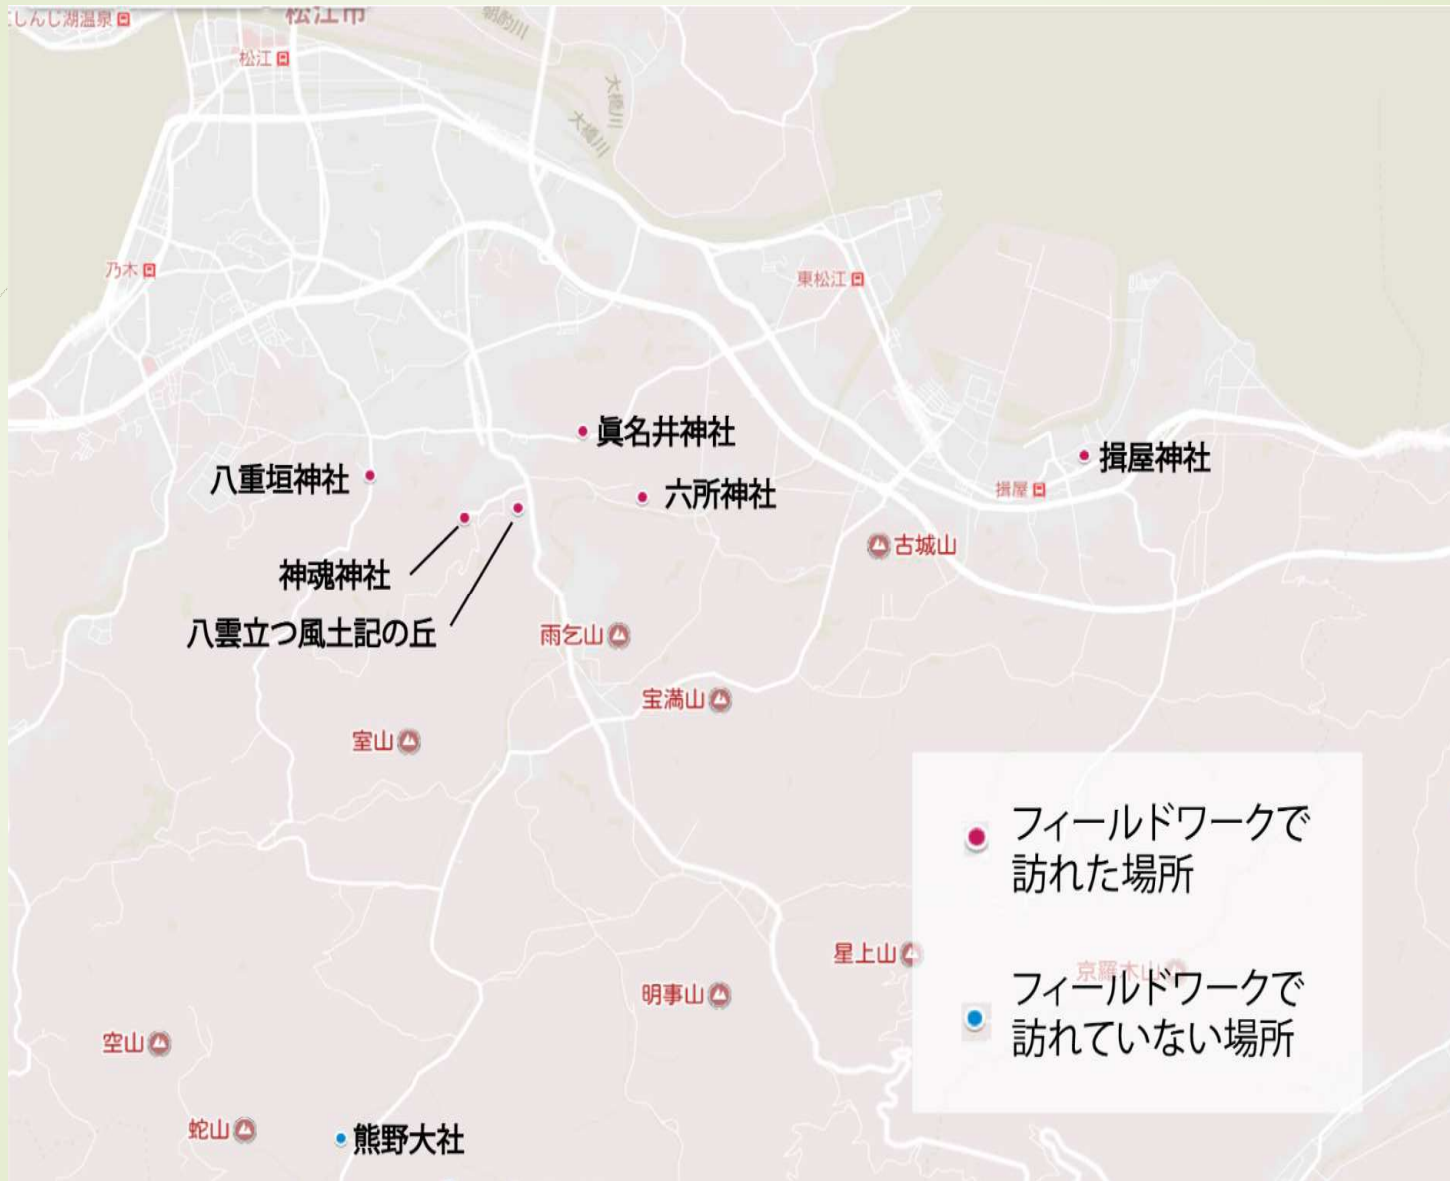 しんじ湖温泉
松江市
朝酌川
松江
大橋川
大橋川
乃木
東松江
眞名井神社
揖屋神社
八重垣神社
六所神社
揖屋
古城山
神魂神社
八雲立つ風土記の丘
雨乞山
宝満山
室山
フィールドワークで
訪れた場所
星上山
京羅木山
明事山
フィールドワークで
訪れていない場所
空山
蛇山
熊野大社